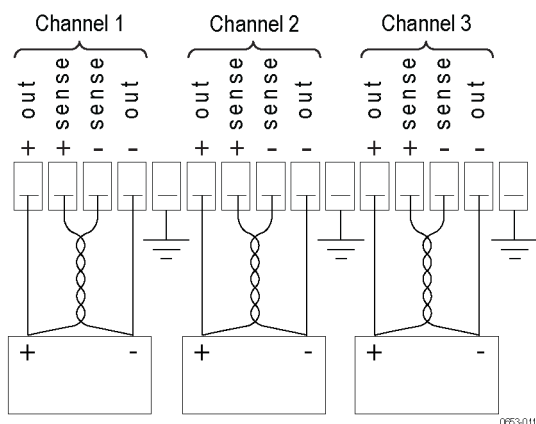 Channel 1 Channel 2 Channel 3
+ out + sense - sense - out + out + sense - sense - out + out + sense - sense - out
+ - + - + -
0653-011